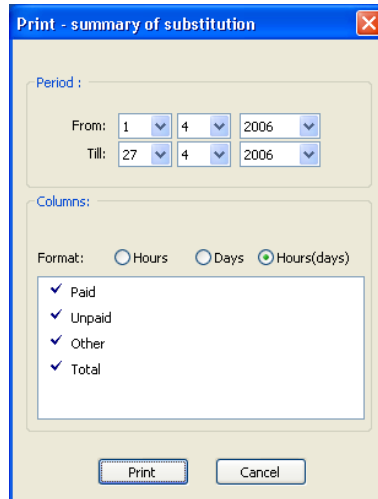 Print - summary of substitution
Period :
From: 1 4 2006
Till: 27 4 2006
Columns:
Format: Hours Days Hours(days)
Paid
Unpaid
Other
Total
Print Cancel